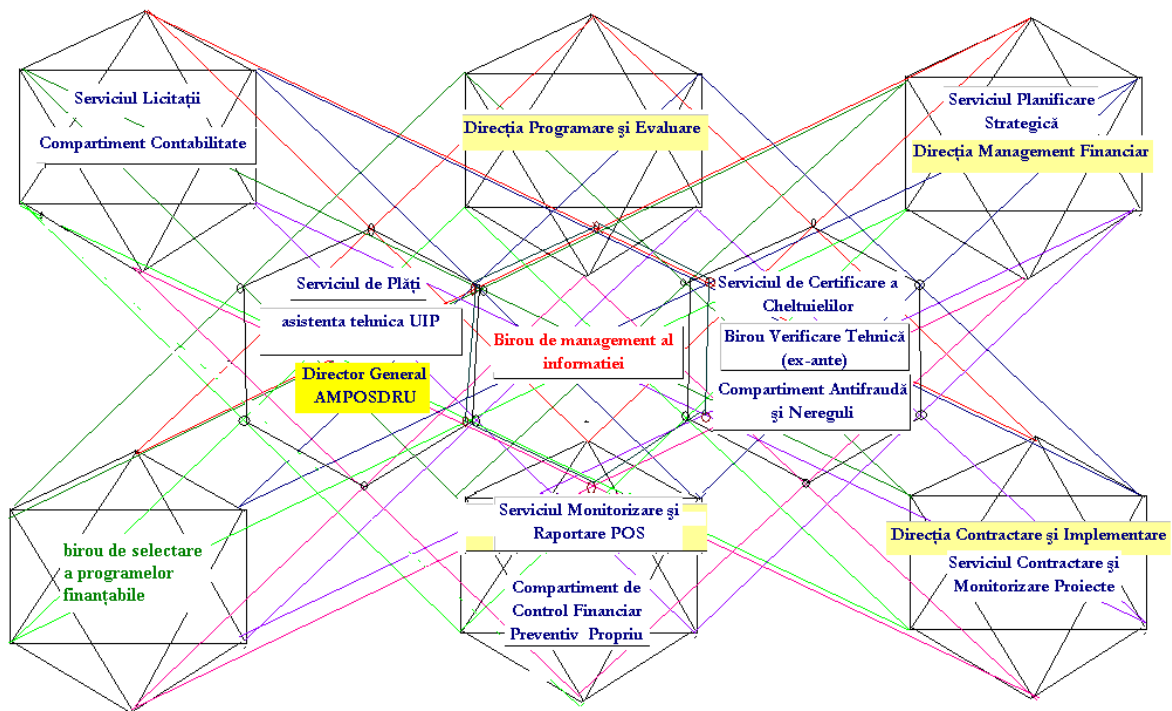 Serviciul Licitații
Compartiment Contabilitate
Direcția Programare și Evaluare
Serviciul Planificare
Strategică
Direcția Management Financiar
Serviciul de Plăți
asistenta tehnica UIP
Director General
AMPOSDRU
Birou de management al
informatiei
Serviciul de Certificare a
Cheltuielilor
Birou Verificare Tehnică
(ex-ante)
Compartiment Antifraudă
și Nereguli
birou de selectare
a programelor
finanțabile
Serviciul Monitorizare și
Raportare POS
Compartiment de
Control Financiar
Preventiv Propriu
Direcția Contractare și Implementare
Serviciul Contractare și
Monitorizare Proiecte